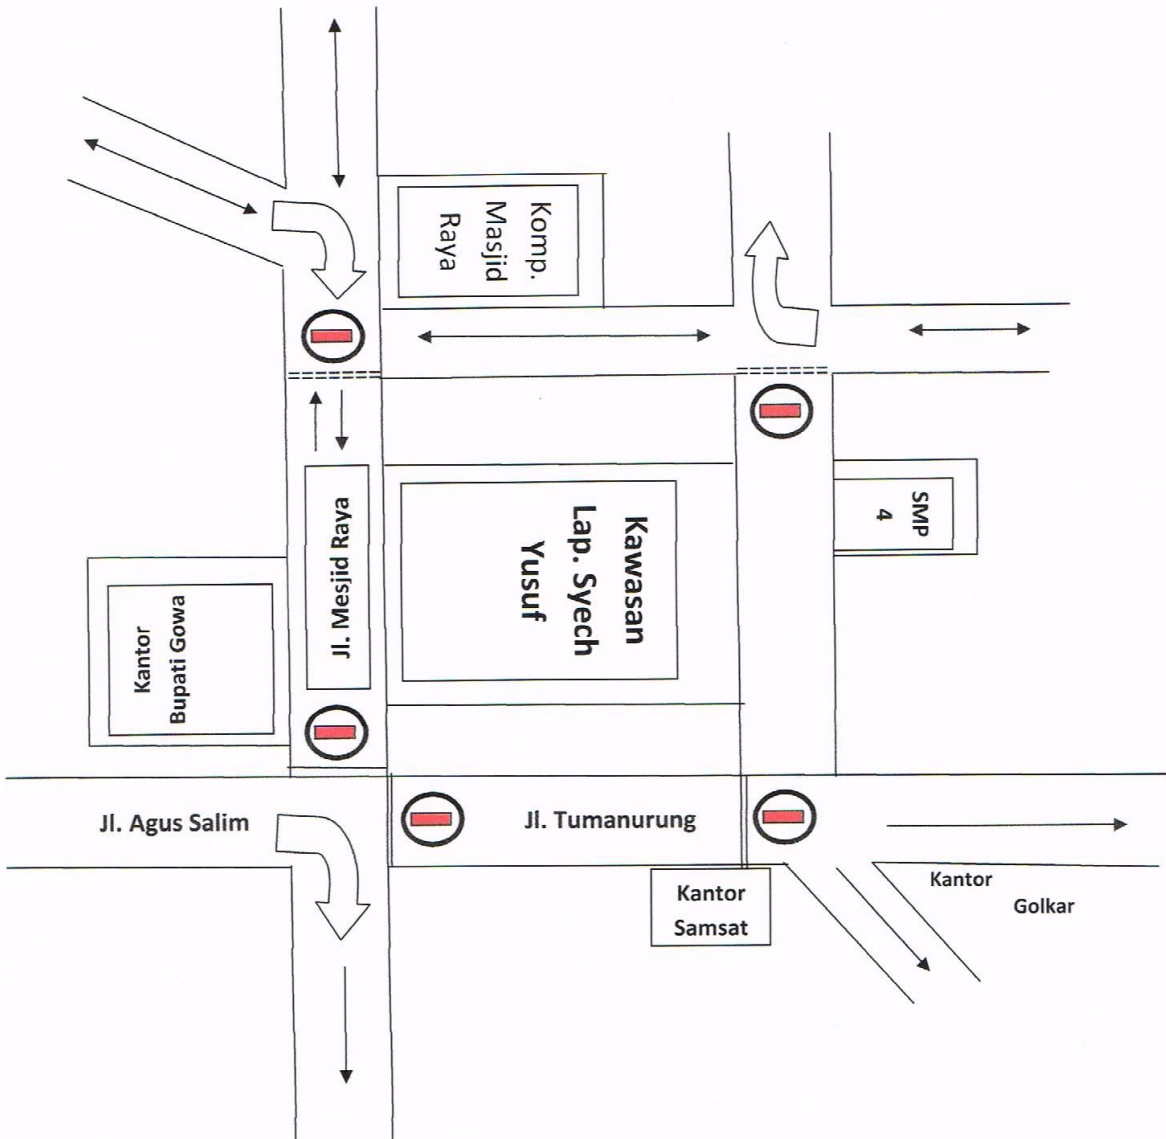 Komp.
Masjid
Raya
SMP
4
Jl. Mesjid Raya
Kawasan
Lap. Syech
Yusuf
Kantor
Bupati Gowa
Jl. Agus Salim
Jl. Tumanurung
Kantor
Samsat
Kantor
Golkar